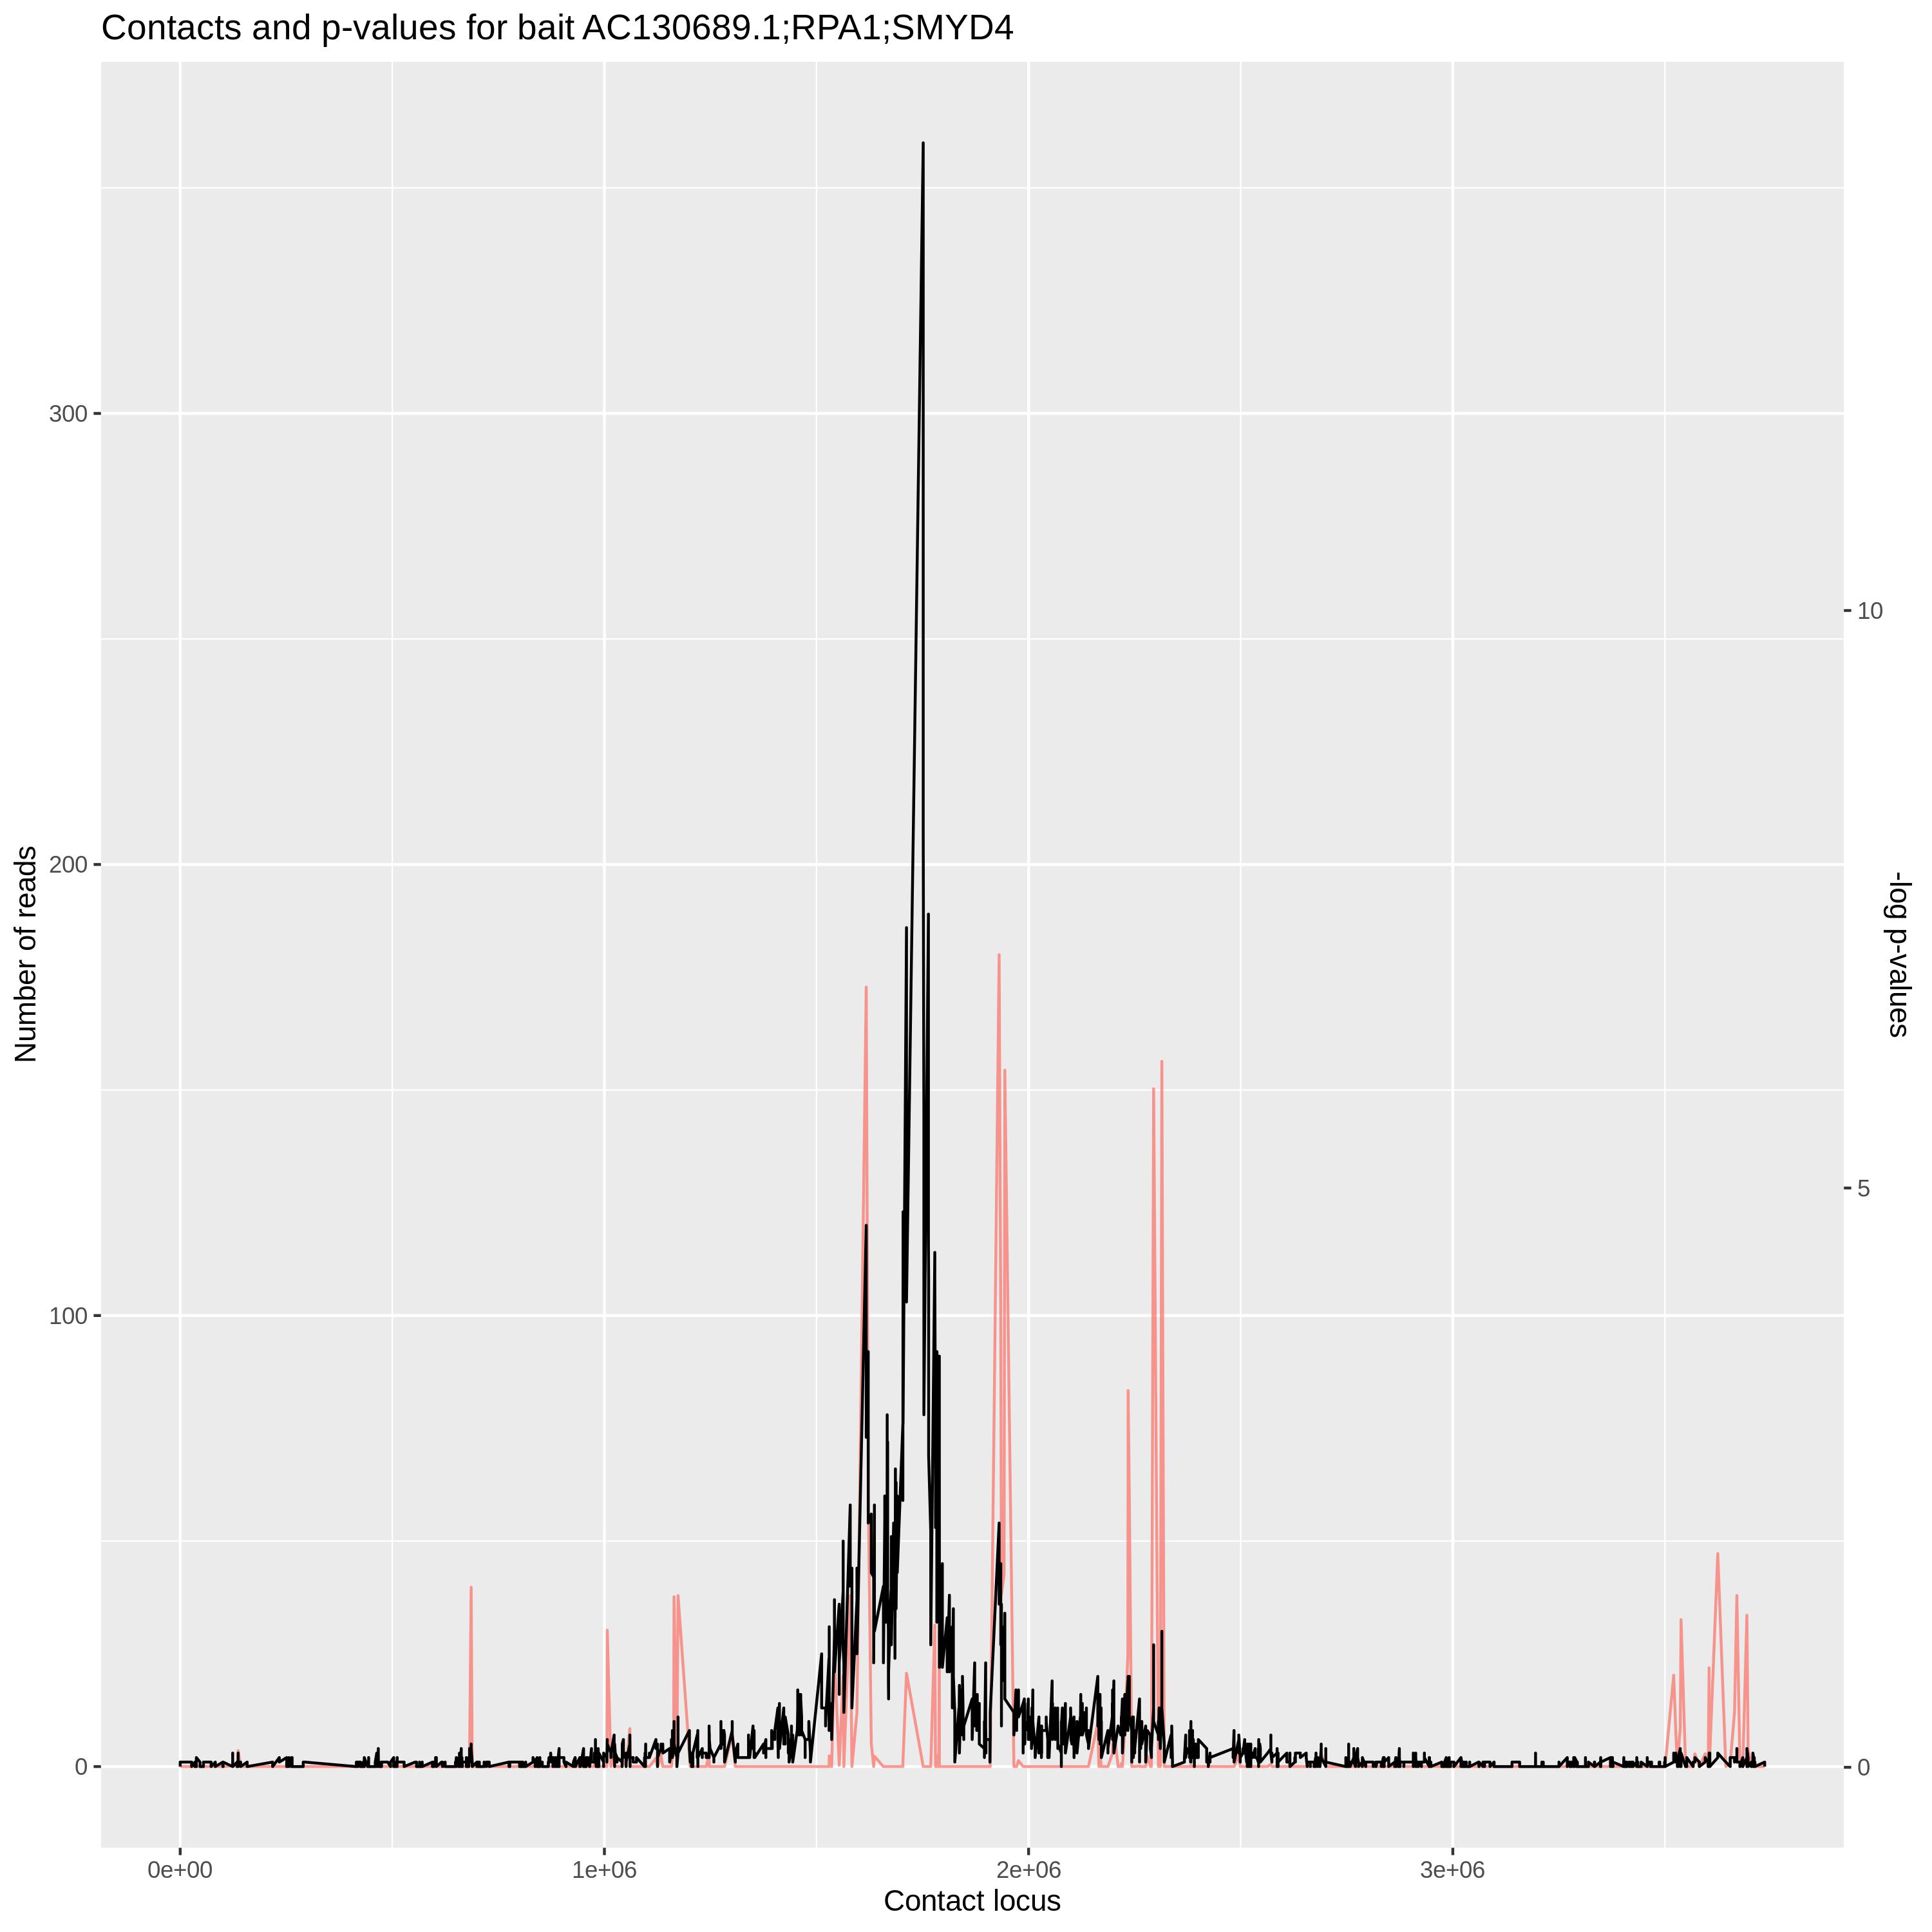 Contacts and p-values for bait AC130689.1;RPA1;SMYD4
300
200
100
0
Number of reads
10
5
0
-log p-values
0e+00
1e+06
2e+06
3e+06
Contact locus